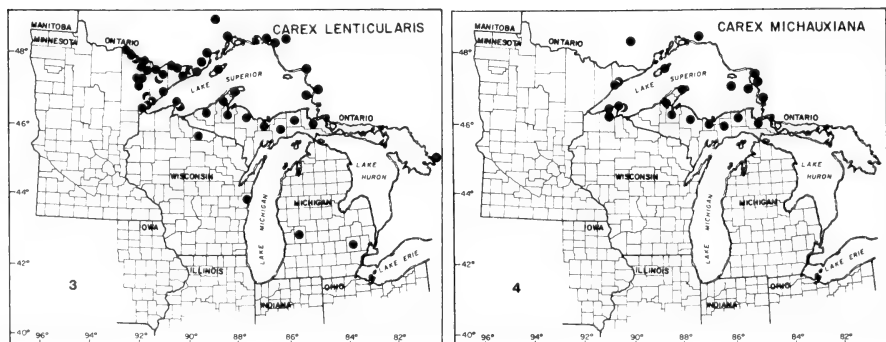 CAREX LENTICULARIS
MANITOBA
MINNESOTA
ONTARIO
LAKE SUPERIOR
ONTARIO
WISCONSIN
LAKE MICHIGAN
LAKE HURON
MICHIGAN
IOWA
ILLINOIS
INDIANA
OHIO
LAKE ERIE
48°
46°
44°
42°
40°
3
96° 94° 92° 90° 88° 86° 84° 82°
CAREX MICHAUXIANA
MANITOBA
MINNESOTA
ONTARIO
LAKE SUPERIOR
ONTARIO
WISCONSIN
LAKE MICHIGAN
LAKE HURON
MICHIGAN
IOWA
ILLINOIS
INDIANA
OHIO
LAKE ERIE
48°
46°
44°
42°
40°
4
96° 94° 92° 90° 88° 86° 84° 82°